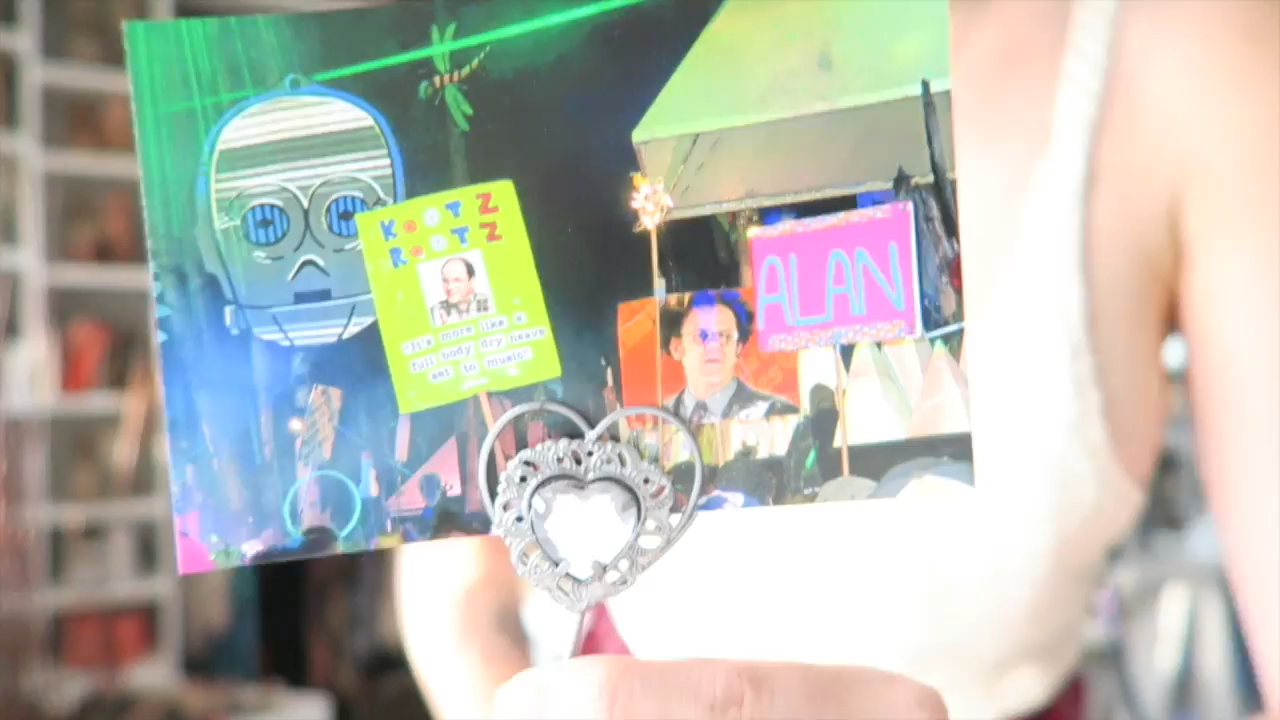 KOOTZ
ROOTZ
"It's more like a
full body dry heave
set to music"
ALAN